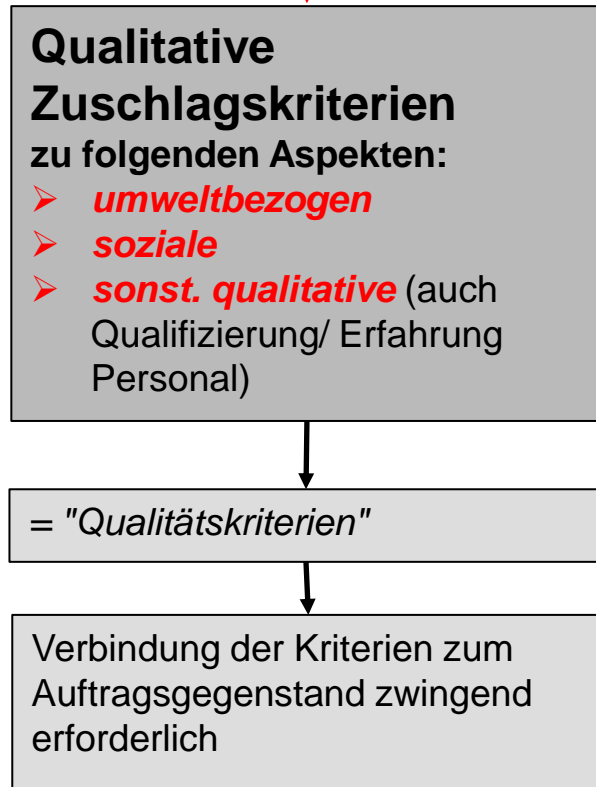 Qualitative
Zuschlagskriterien
zu folgenden Aspekten:
➢ umweltbezogen
➢ soziale
➢ sonst. qualitative (auch
Qualifizierung/ Erfahrung
Personal)
= "Qualitätskriterien"
Verbindung der Kriterien zum
Auftragsgegenstand zwingend
erforderlich